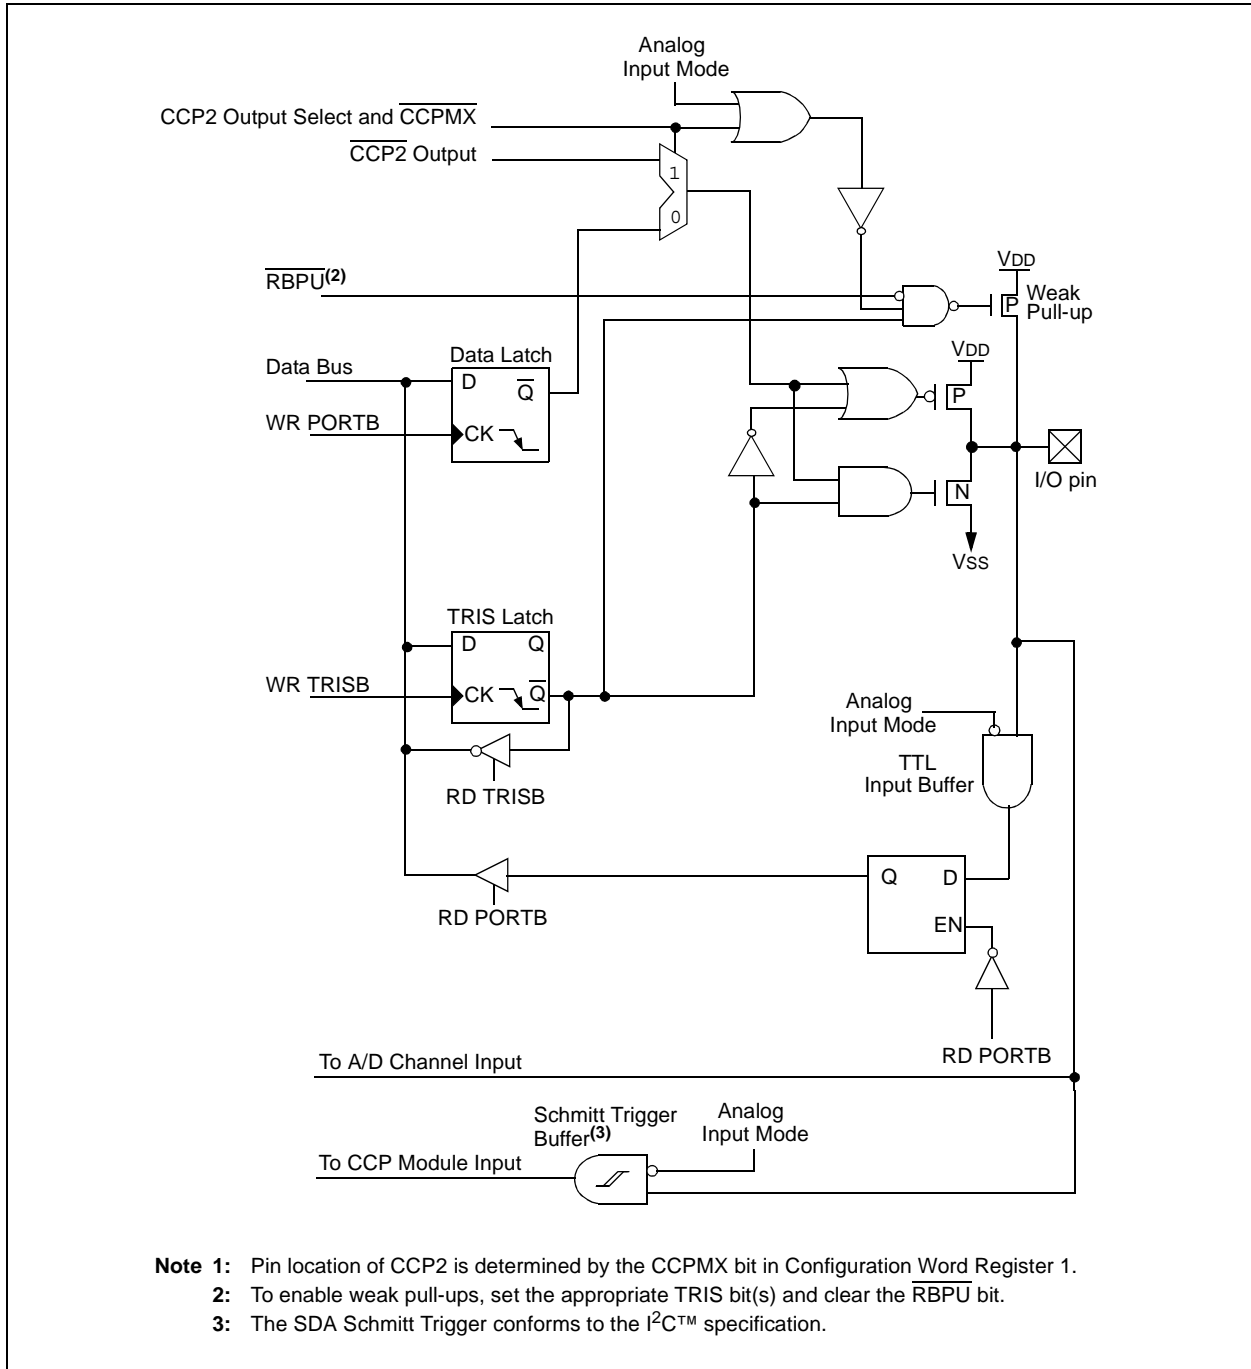 Analog
Input Mode
CCP2 Output Select and C̅C̅P̅M̅X̅
C̅C̅P̅2̅ Output
1
0
R̅B̅P̅U̅(2)
VDD
P
Weak
Pull-up
Data Bus
Data Latch
D
Q̅
WR PORTB
CK
VDD
P
I/O pin
N
VSS
TRIS Latch
D
Q
WR TRISB
CK
Q̅
RD TRISB
Analog
Input Mode
TTL
Input Buffer
Q
D
EN
RD PORTB
RD PORTB
To A/D Channel Input
Schmitt Trigger
Buffer(3)
Analog
Input Mode
To CCP Module Input
Note 1: Pin location of CCP2 is determined by the CCPMX bit in Configuration Word Register 1.
2: To enable weak pull-ups, set the appropriate TRIS bit(s) and clear the R̅B̅P̅U̅ bit.
3: The SDA Schmitt Trigger conforms to the I²C™ specification.